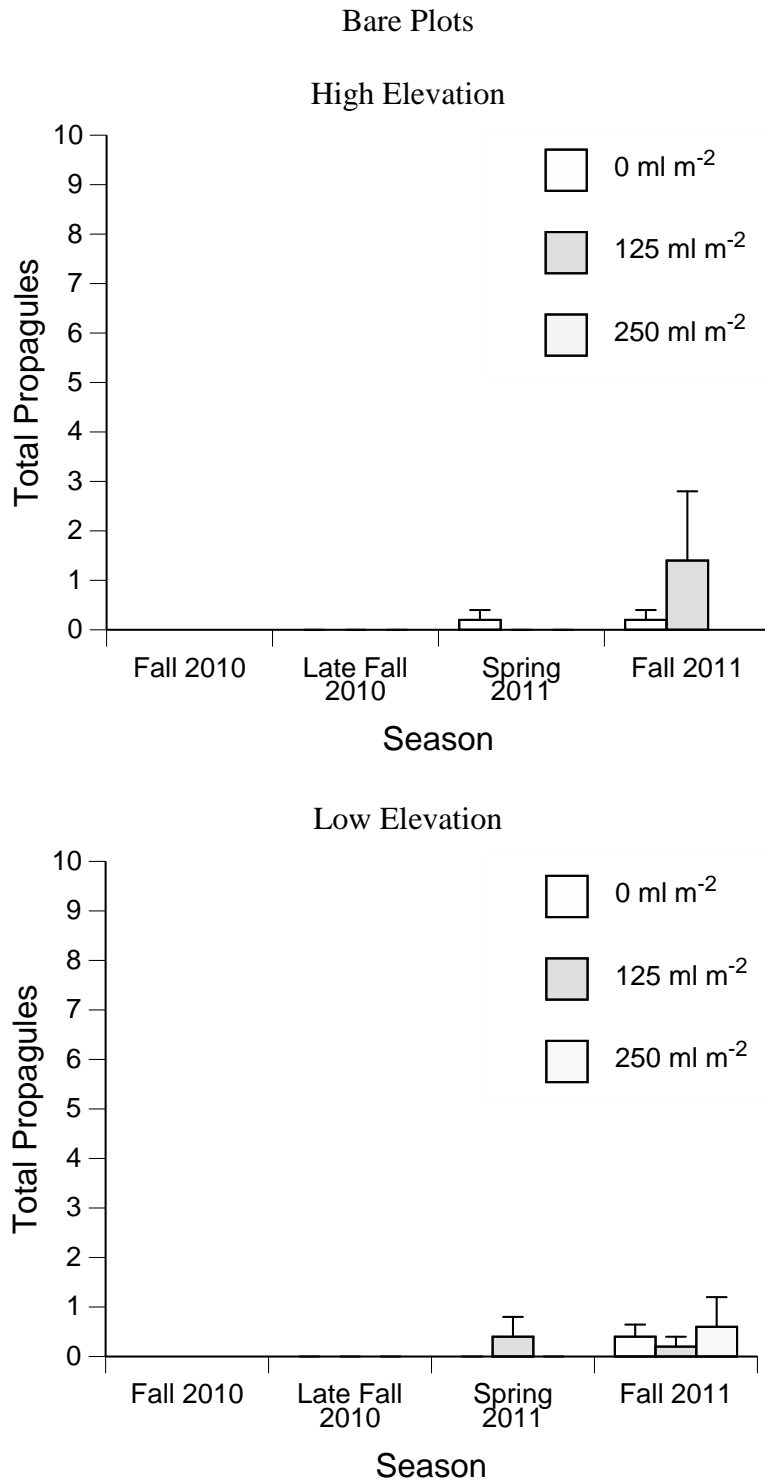 Bare Plots
High Elevation
10
9
8
7
6
5
4
3
2
1
0
Total Propagules
0 ml m-2
125 ml m-2
250 ml m-2
Fall 2010
Late Fall
2010
Spring
2011
Fall 2011
Season
Low Elevation
10
9
8
7
6
5
4
3
2
1
0
Total Propagules
0 ml m-2
125 ml m-2
250 ml m-2
Fall 2010
Late Fall
2010
Spring
2011
Fall 2011
Season